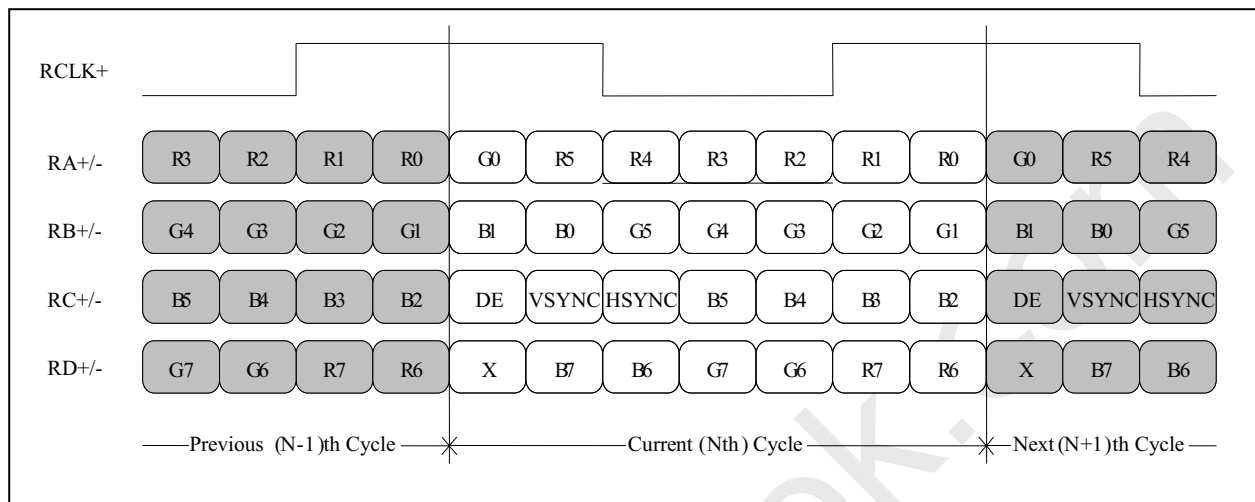 RCLK+
RA+/- R3 R2 R1 R0 G0 R5 R4 R3 R2 R1 R0 G0 R5 R4
RB+/- G4 G3 G2 G1 B1 B0 G5 G4 G3 G2 G1 B1 B0 G5
RC+/- B5 B4 B3 B2 DE VSYNC HSYNC B5 B4 B3 B2 DE VSYNC HSYNC
RD+/- G7 G6 R7 R6 X B7 B6 G7 G6 R7 R6 X B7 B6
Previous (N-1)th Cycle Current (Nth) Cycle Next (N+1)th Cycle
k.com